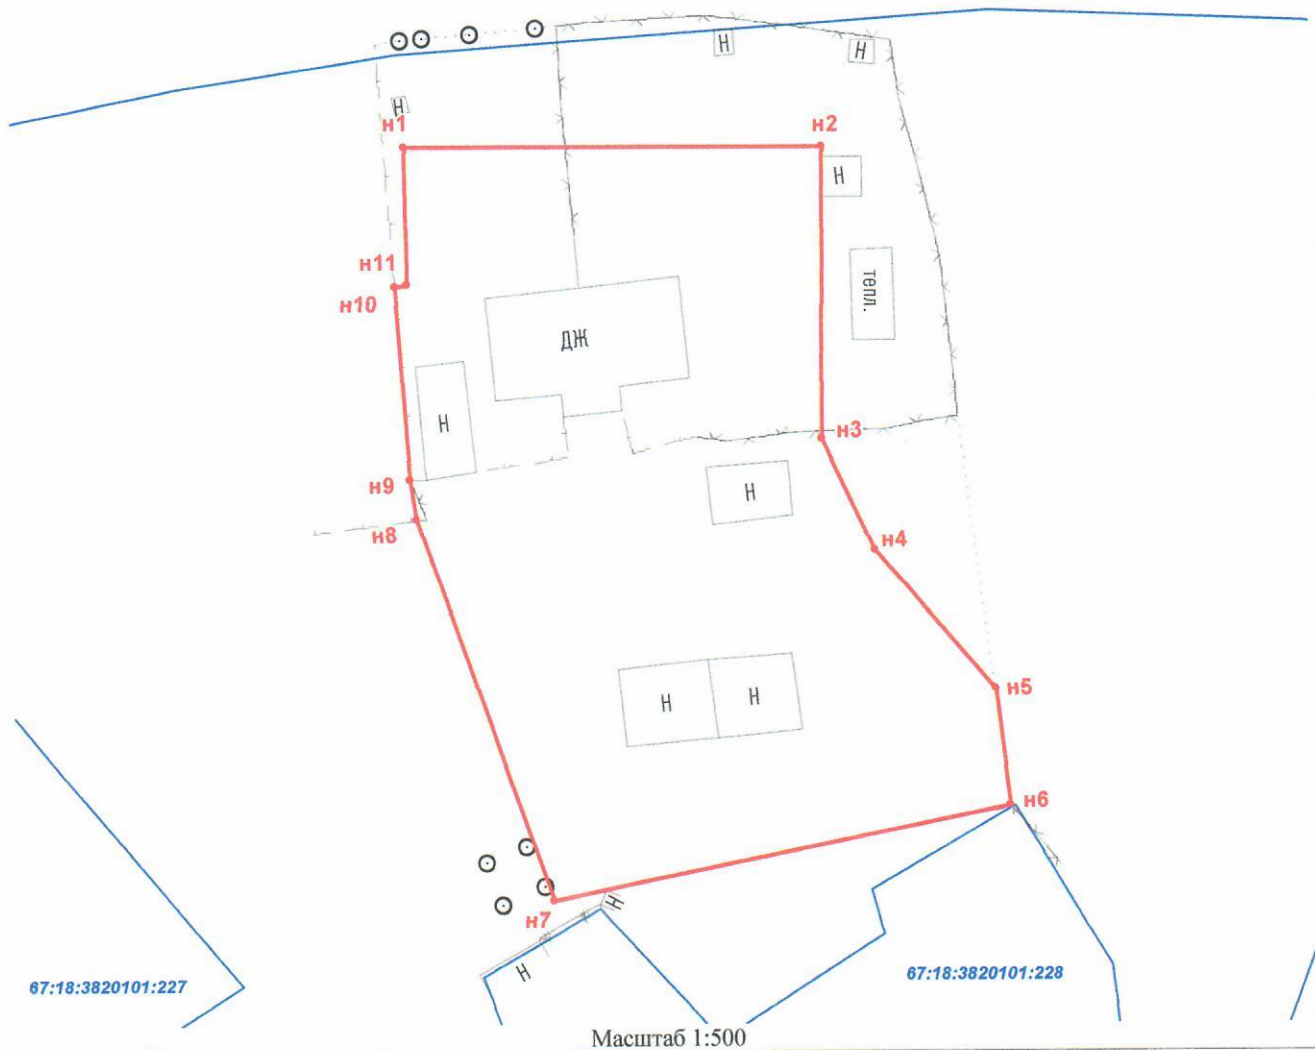 Н
Н
Н
н1
н2
Н
н11
н10
тепл.
ДЖ
Н
н3
н9
Н
н8
н4
н5
Н
Н
н6
н7
Н
Н
67:18:3820101:227
67:18:3820101:228
Масштаб 1:500